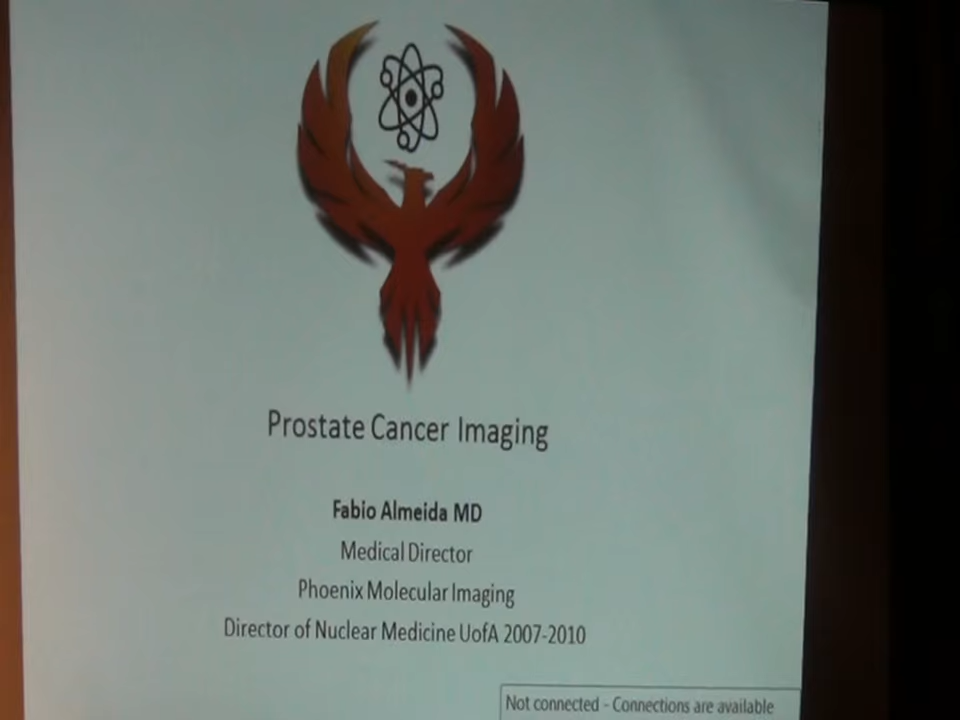 Prostate Cancer Imaging
Fabio Almeida MD
Medical Director
Phoenix Molecular Imaging
Director of Nuclear Medicine UofA 2007-2010
Not connected - Connections are available